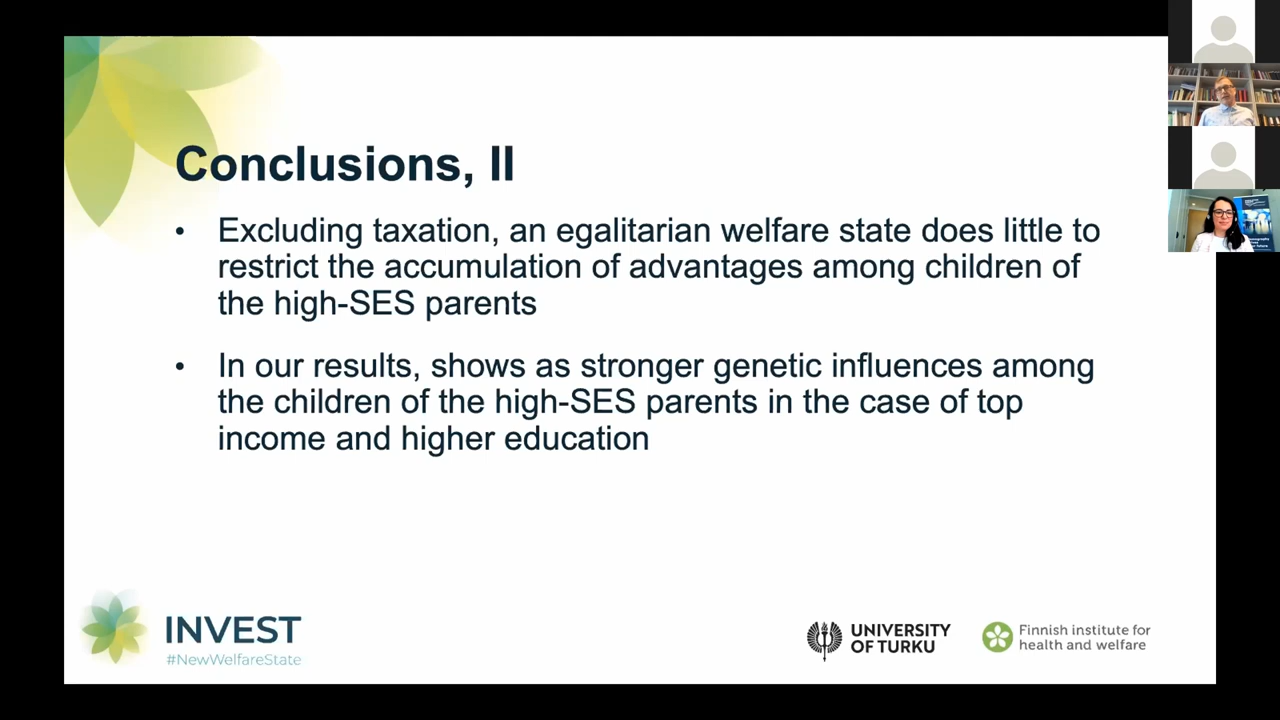 Conclusions, II
• Excluding taxation, an egalitarian welfare state does little to
restrict the accumulation of advantages among children of
the high-SES parents
• In our results, shows as stronger genetic influences among
the children of the high-SES parents in the case of top
income and higher education
INVEST
#NewWelfareState
UNIVERSITY
OF TURKU
Finnish institute for
health and welfare